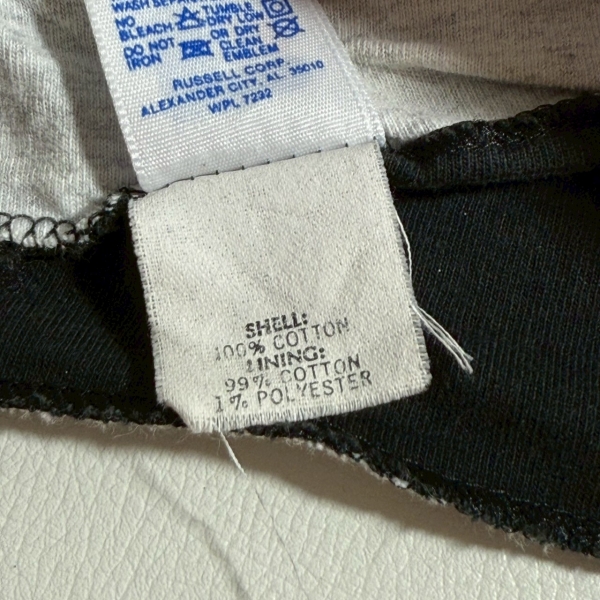 WASH SEPA
NO TUMBLE
BLEACH DRY LOW
DO NOT OR DRY
IRON CLEAN
EMBLEM
RUSSELL CORP.
ALEXANDER CITY, AL 35010
WPL 7232
SHELL:
100% COTTON
LINING:
99% COTTON
1% POLYESTER